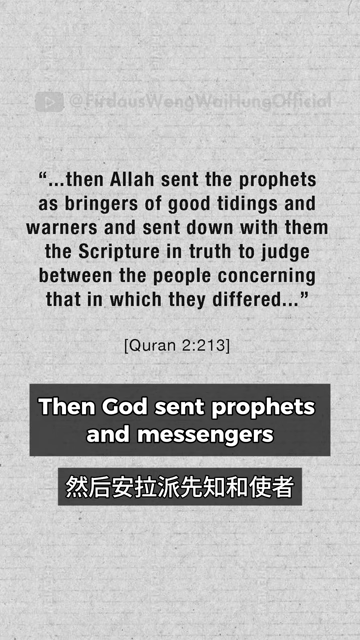 @FirdausWongWaiHungOfficial
“...then Allah sent the prophets
as bringers of good tidings and
warners and sent down with them
the Scripture in truth to judge
between the people concerning
that in which they differed...”
[Quran 2:213]
Then God sent prophets
and messengers
然后安拉派先知和使者